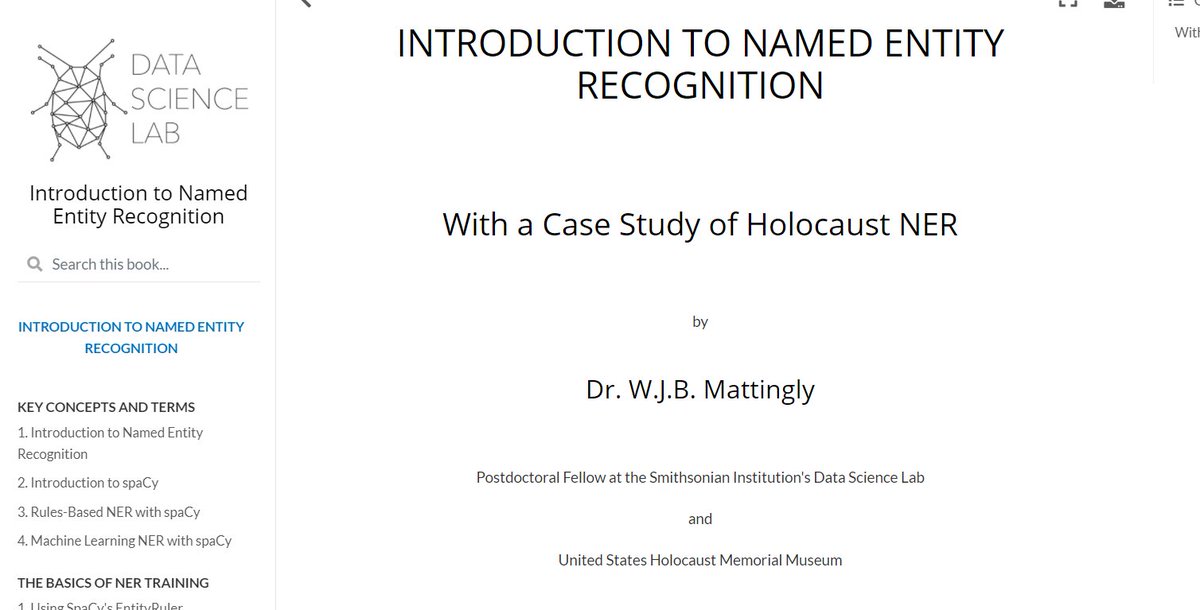 DATA
SCIENCE
LAB
Introduction to Named
Entity Recognition
Search this book...
INTRODUCTION TO NAMED ENTITY
RECOGNITION
KEY CONCEPTS AND TERMS
1. Introduction to Named Entity
Recognition
2. Introduction to spaCy
3. Rules-Based NER with spaCy
4. Machine Learning NER with spaCy
THE BASICS OF NER TRAINING
1. Using SpaCy's EntityRuler
INTRODUCTION TO NAMED ENTITY
RECOGNITION
With a Case Study of Holocaust NER
by
Dr. W.J.B. Mattingly
Postdoctoral Fellow at the Smithsonian Institution's Data Science Lab
and
United States Holocaust Memorial Museum